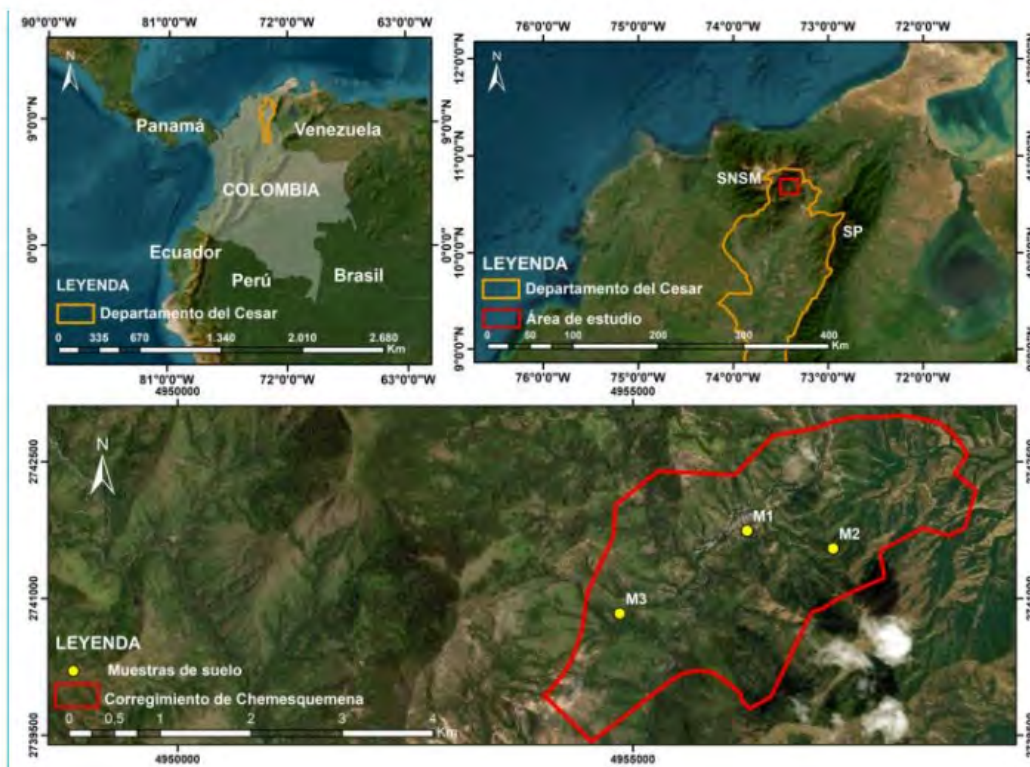 90°0'0"W 81°0'0"W 72°0'0"W 63°0'0"W
N
9°0'0"N
0°0'0"
Panamá
Venezuela
COLOMBIA
Ecuador
Perú
Brasil
LEYENDA
Departamento del Cesar
0 335 670 1.340 2.010 2.680
Km
9°0'0"N
0°0'0"
81°0'0"W 72°0'0"W 63°0'0"W
76°0'0"W 75°0'0"W 74°0'0"W 73°0'0"W 72°0'0"W
N
12°0'0"N
11°0'0"N
10°0'0"N
9°0'0"N
SNSM
SP
LEYENDA
Departamento del Cesar
Área de estudio
0 50 100 200 300 400
Km
76°0'0"W 75°0'0"W 74°0'0"W 73°0'0"W 72°0'0"W
4950000 4955000
N
2742500
2741000
2739500
M1
M2
M3
LEYENDA
Muestras de suelo
Corregimiento de Chemesquemena
0 0,5 1 2 3 4
Km
4950000 4955000